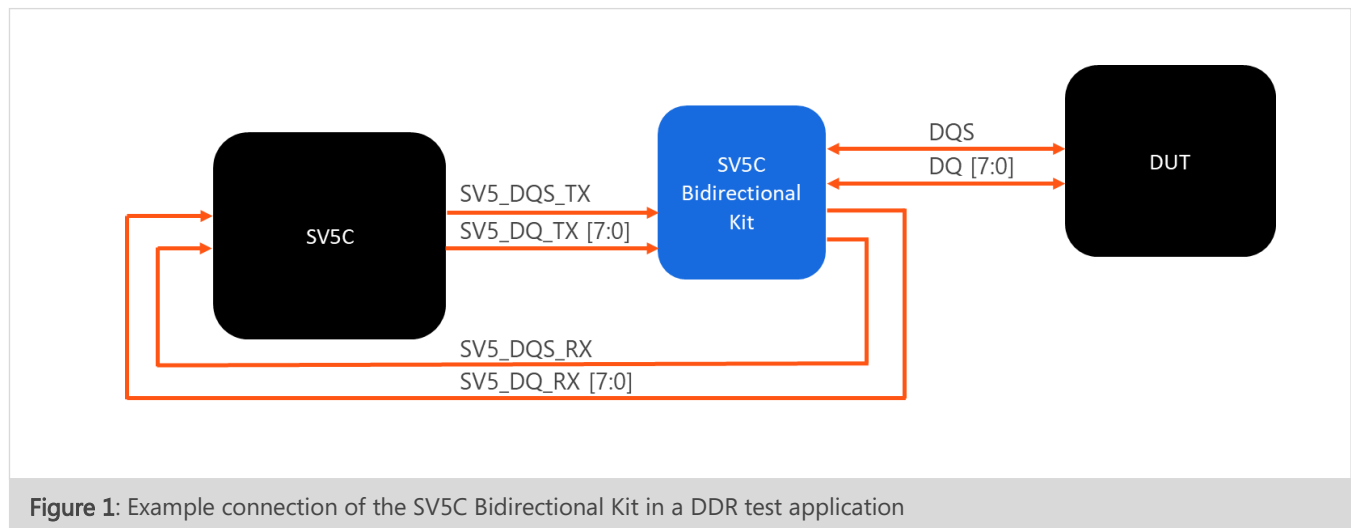 SV5C
SV5_DQS_TX
SV5_DQ_TX [7:0]
SV5C
Bidirectional
Kit
DQS
DQ [7:0]
DUT
SV5_DQS_RX
SV5_DQ_RX [7:0]
Figure 1: Example connection of the SV5C Bidirectional Kit in a DDR test application